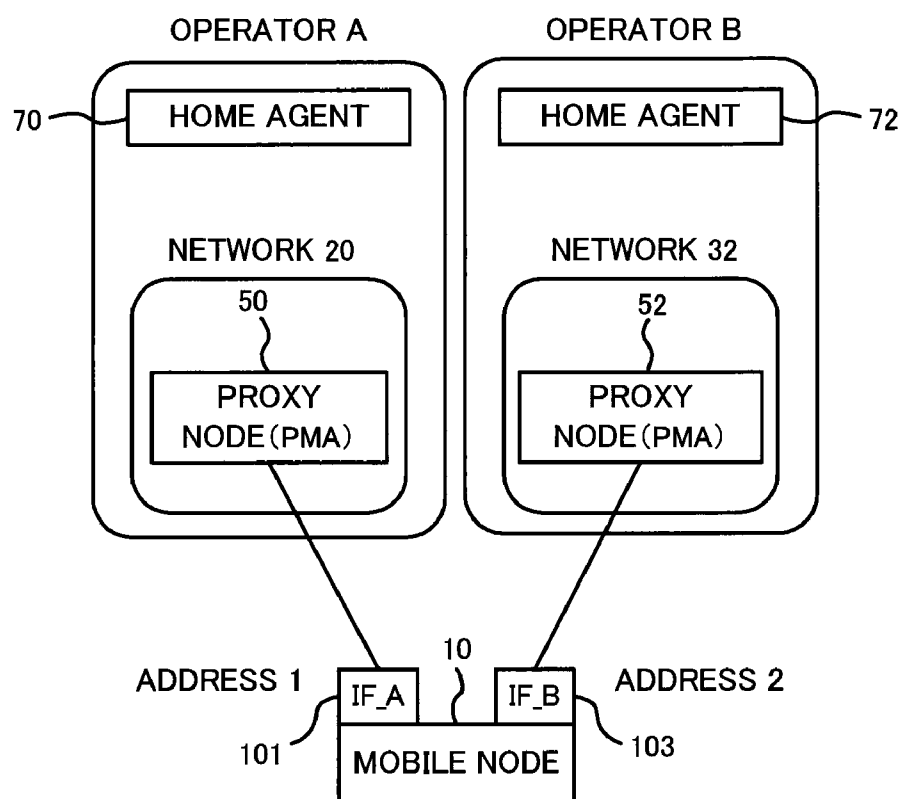 OPERATOR A
OPERATOR B
70
HOME AGENT
HOME AGENT
72
NETWORK 20
NETWORK 32
50
52
PROXY
NODE(PMA)
PROXY
NODE(PMA)
10
ADDRESS 1
IF_A
IF_B
ADDRESS 2
101
103
MOBILE NODE